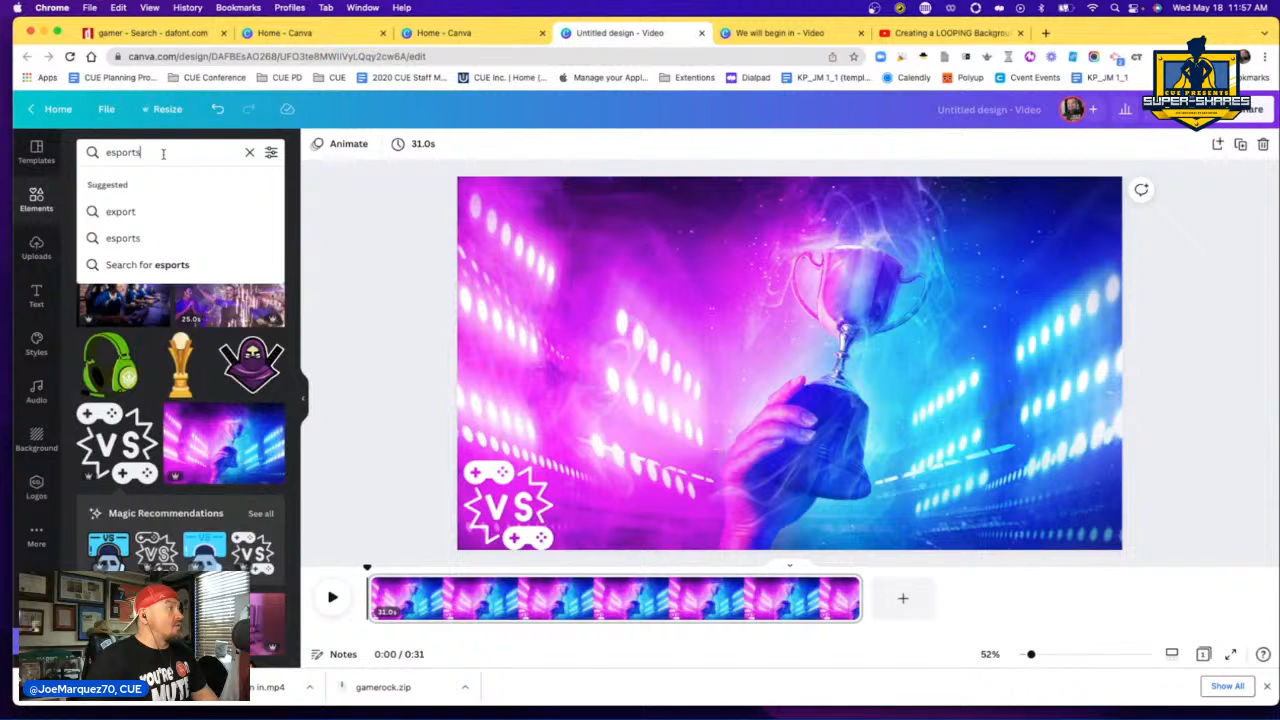 Chrome File Edit View History Bookmarks Profiles Tab Window Help Wed May 18 11:57 AM
gamer - Search - dafont.com Home - Canva Home - Canva Untitled design - Video We will begin in - Video Creating a LOOPING Backgrou
canva.com/design/DAFBEsAO268/UFO3te8MWlIVyLQqy2cw6A/edit
Apps CUE Planning Pro... CUE Conference CUE PD CUE 2020 CUE Staff M... CUE Inc. | Home (... Manage your Appl... Extentions Dialpad KP_JM 1_1 (templ... Calendly Polyup Cvent Events KP_JM 1_1
CUE PRESENTS
SUPER-SHARES
Home File Resize Untitled design - Video
Templates
esports
Animate 31.0s
Suggested
Elements
export
esports
Uploads
Search for esports
Text
25.0s
Styles
Audio
VS
Background
Logos
VS
Magic Recommendations See all
More
31.0s
Notes 0:00 / 0:31 52%
YOU'RE
MUTE
@JoeMarquez70, CUE
n in.mp4 gamerock.zip Show All